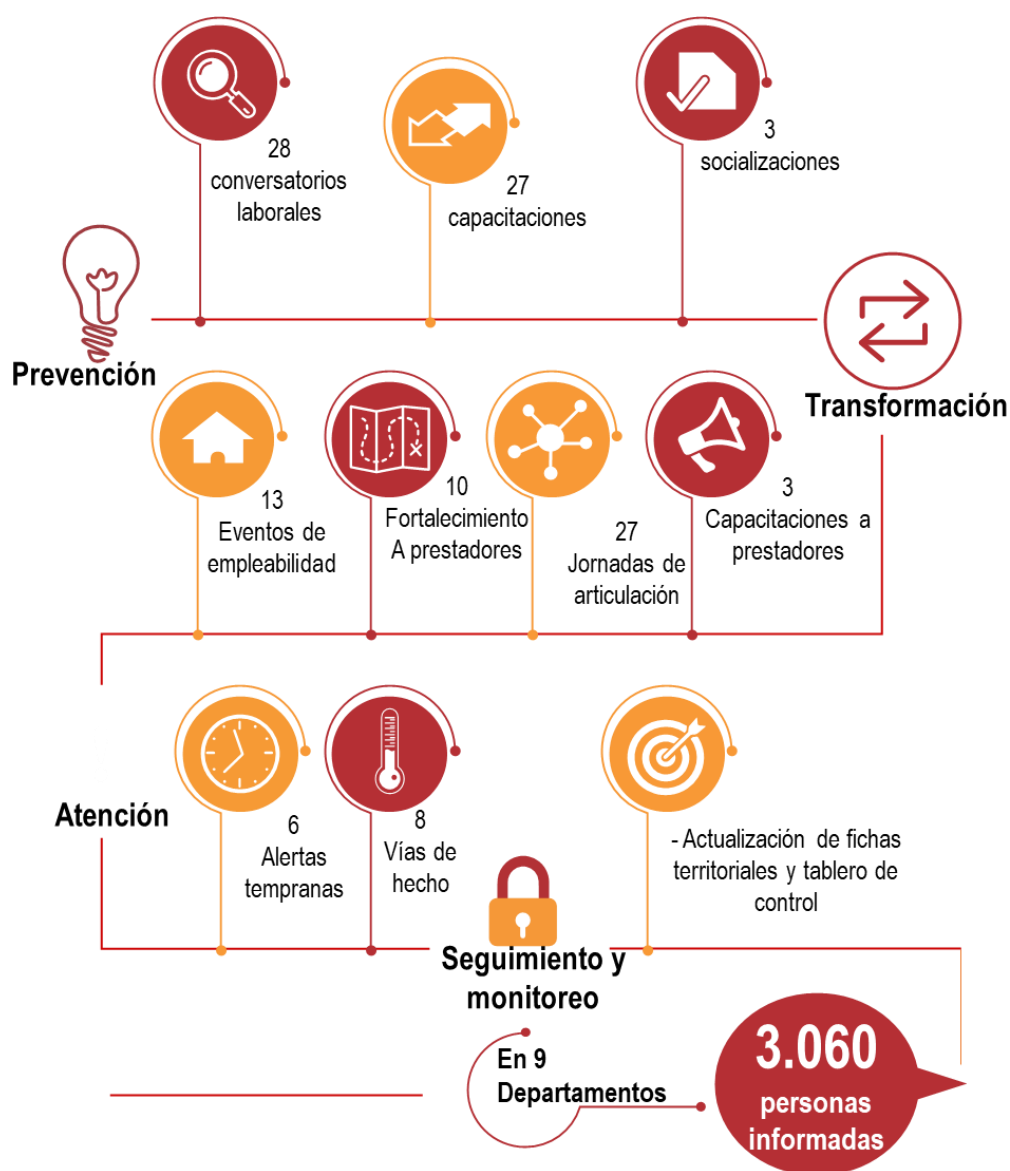 28
conversatorios
laborales
27
capacitaciones
3
socializaciones
Prevención
Transformación
13
Eventos de
empleabilidad
10
Fortalecimiento
A prestadores
27
Jornadas de
articulación
3
Capacitaciones a
prestadores
Atención
6
Alertas
tempranas
8
Vías de
hecho
- Actualización de fichas
territoriales y tablero de
control
Seguimiento y
monitoreo
En 9
Departamentos
3.060
personas
informadas